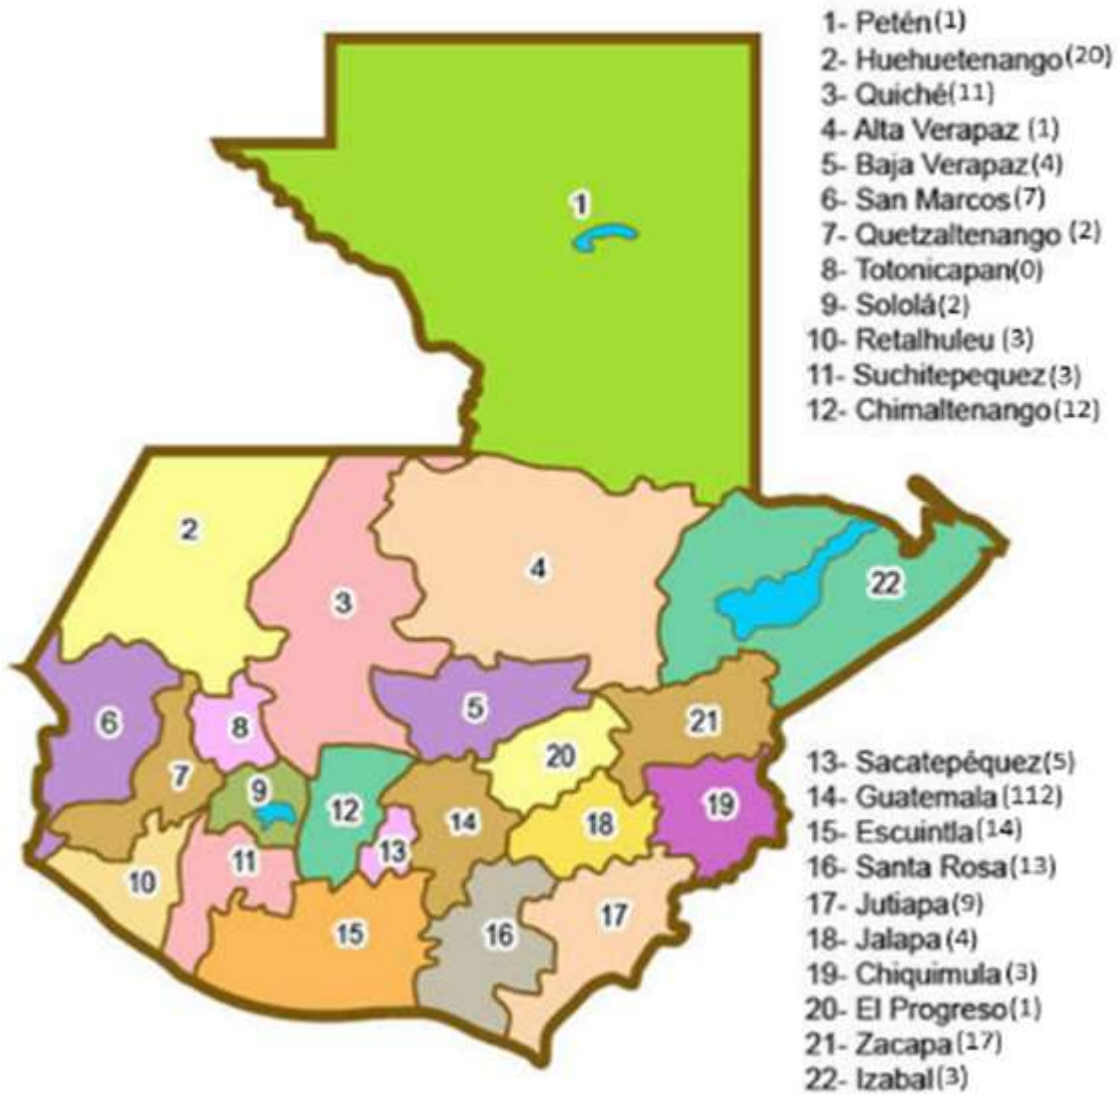 1- Petén(1)
2- Huehuetenango(20)
3- Quiché(11)
4- Alta Verapaz (1)
5- Baja Verapaz(4)
6- San Marcos(7)
7- Quetzaltenango (2)
8- Totonicapan(0)
9- Sololá(2)
10- Retalhuleu (3)
11- Suchitepequez(3)
12- Chimaltenango(12)
1
2
3
4
22
5
6
7
8
21
20
9
12
14
18
19
13
11
10
15
16
17
13- Sacatepéquez(5)
14- Guatemala (112)
15- Escuintla(14)
16- Santa Rosa(13)
17- Jutiapa(9)
18- Jalapa(4)
19- Chiquimula(3)
20- El Progreso(1)
21- Zacapa(17)
22- Izabal(3)